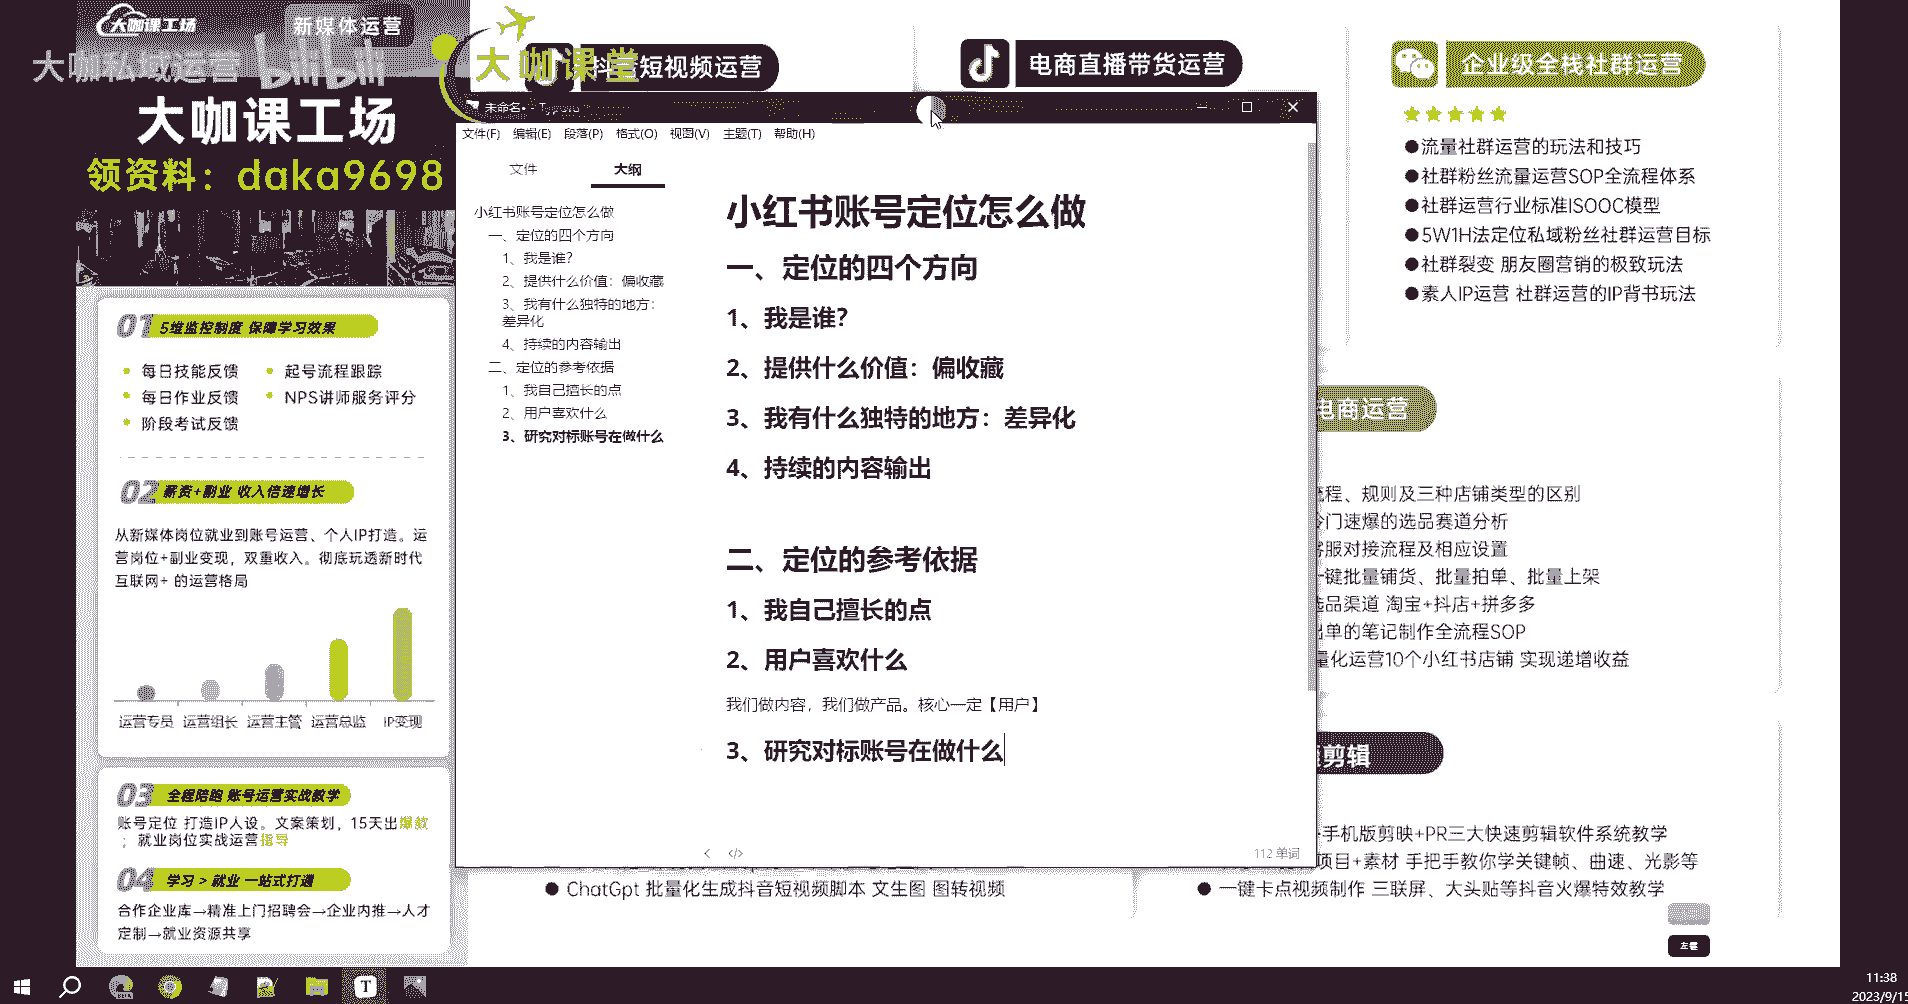 大咖课工场
新媒体运营
大咖私域运营 bilibili
大咖课堂
大咖课工场
领资料：daka9698
抖音短视频运营
电商直播带货运营
企业级全栈社群运营
●流量社群运营的玩法和技巧
●社群粉丝流量运营SOP全流程体系
●社群运营行业标准ISOOC模型
●5W1H法定位私域粉丝社群运营目标
●社群裂变 朋友圈营销的极致玩法
●素人IP运营 社群运营的IP背书玩法
01 5维监控制度 保障学习效果
每日技能反馈
起号流程跟踪
每日作业反馈
NPS讲师服务评分
阶段考试反馈
02 薪资+副业 收入倍速增长
从新媒体岗位就业到账号运营、个人IP打造。运
营岗位+副业变现，双重收入。彻底玩透新时代
互联网+ 的运营格局
运营专员 运营组长 运营主管 运营总监 IP变现
03 全程陪跑 账号运营实战教学
账号定位 打造IP人设。文案策划，15天出爆款
；就业岗位实战运营指导
04 学习 > 就业 一站式打通
合作企业库→精准上门招聘会→企业内推→人才
定制→就业资源共享
未命名• - Typora
文件(F) 编辑(E) 段落(P) 格式(O) 视图(V) 主题(T) 帮助(H)
文件 大纲
小红书账号定位怎么做
一、定位的四个方向
1、我是谁？
2、提供什么价值：偏收藏
3、我有什么独特的地方：
差异化
4、持续的内容输出
二、定位的参考依据
1、我自己擅长的点
2、用户喜欢什么
3、研究对标账号在做什么
小红书账号定位怎么做
一、定位的四个方向
1、我是谁？
2、提供什么价值：偏收藏
3、我有什么独特的地方：差异化
4、持续的内容输出
二、定位的参考依据
1、我自己擅长的点
2、用户喜欢什么
我们做内容，我们做产品。核心一定【用户】
3、研究对标账号在做什么
112 单词
电商运营
流程、规则及三种店铺类型的区别
冷门速爆的选品赛道分析
客服对接流程及相应设置
一键批量铺货、批量拍单、批量上架
选品渠道 淘宝+抖店+拼多多
出单的笔记制作全流程SOP
量化运营10个小红书店铺 实现递增收益
剪辑
手机版剪映+PR三大快速剪辑软件系统教学
项目+素材 手把手教你学关键帧、曲速、光影等
● 一键卡点视频制作 三联屏、大头贴等抖音火爆特效教学
● ChatGpt 批量化生成抖音短视频脚本 文生图 图转视频
左键
T
11:38
2023/9/15